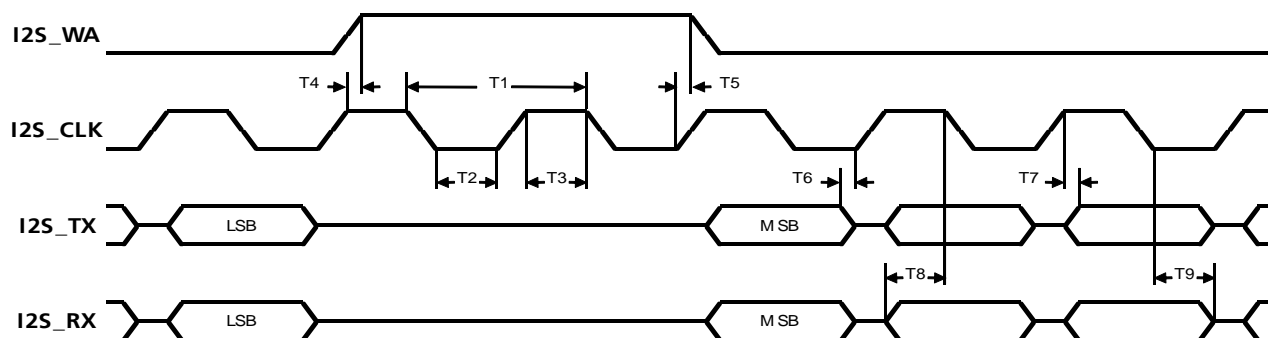 I2S_WA
T4
T1
T5
I2S_CLK
T2
T3
T6
T7
I2S_TX
LSB
MSB
T8
T9
I2S_RX
LSB
MSB